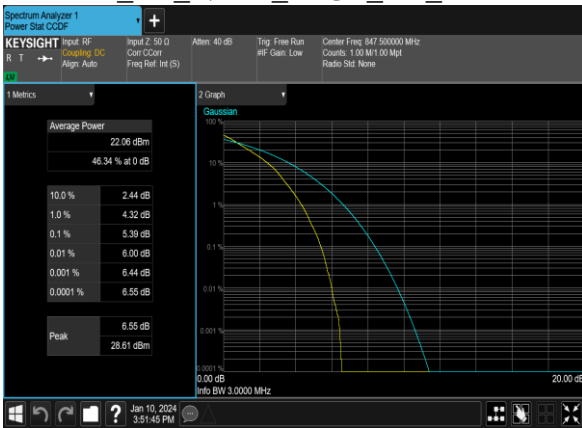 Spectrum Analyzer 1
Power Stat CCDF
+
KEYSIGHT
R T
LW
Input: RF
Coupling: DC
Align: Auto
Input Z: 50 Ω
Corr CCorr
Freq Ref: Int (S)
Atten: 40 dB
Trig: Free Run
#IF Gain: Low
Center Freq: 847.500000 MHz
Counts: 1.00 M/1.00 Mpt
Radio Std: None
1 Metrics
Average Power
22.06 dBm
46.34 % at 0 dB
10.0 % 2.44 dB
1.0 % 4.32 dB
0.1 % 5.39 dB
0.01 % 6.00 dB
0.001 % 6.44 dB
0.0001 % 6.55 dB
Peak
6.55 dB
28.61 dBm
2 Graph
Gaussian
100 %
10 %
1 %
0.1 %
0.01 %
0.001 %
0.0001 %
0.00 dB
20.00 dB
Info BW 3.0000 MHz
?
Jan 10, 2024
3:51:45 PM